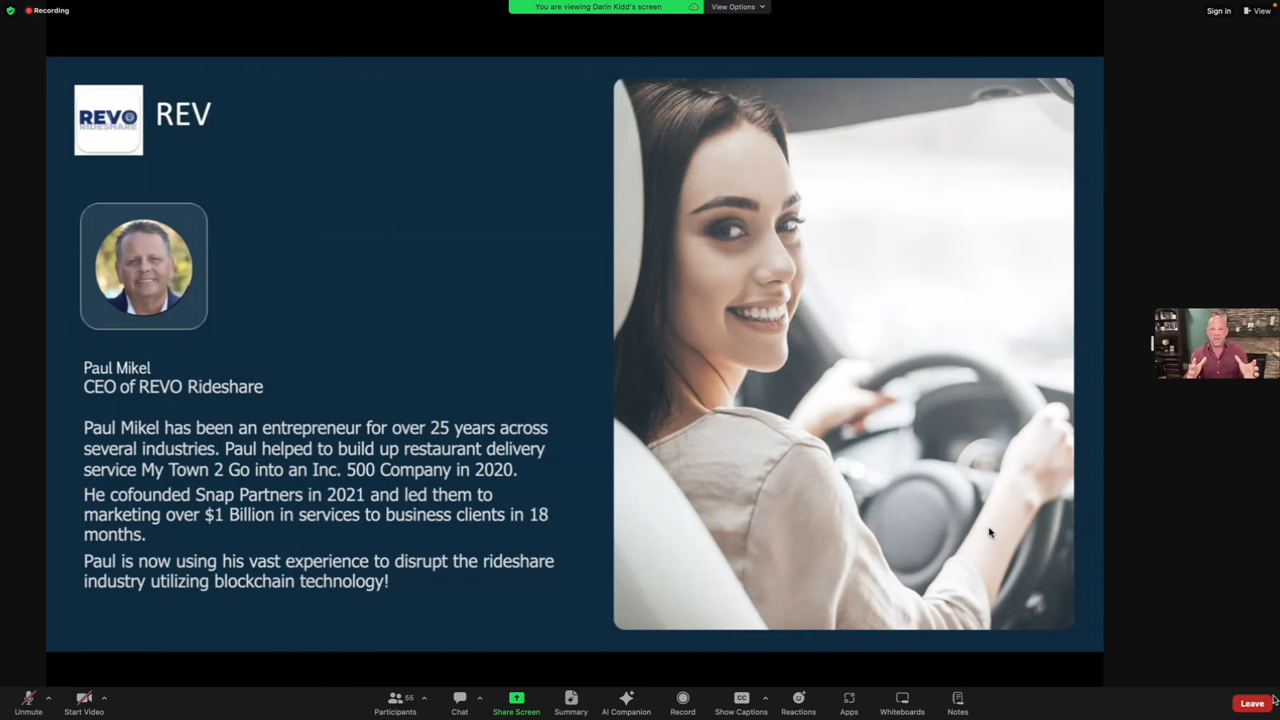 Recording
You are viewing Darin Kidd's screen
View Options
Sign in
View
REVO
RIDESHARE
REV
Paul Mikel
CEO of REVO Rideshare
Paul Mikel has been an entrepreneur for over 25 years across
several industries. Paul helped to build up restaurant delivery
service My Town 2 Go into an Inc. 500 Company in 2020.
He cofounded Snap Partners in 2021 and led them to
marketing over $1 Billion in services to business clients in 18
months.
Paul is now using his vast experience to disrupt the rideshare
industry utilizing blockchain technology!
Unmute
Start Video
55
Participants
Chat
Share Screen
Summary
AI Companion
Record
CC
Show Captions
Reactions
Apps
Whiteboards
Notes
Leave